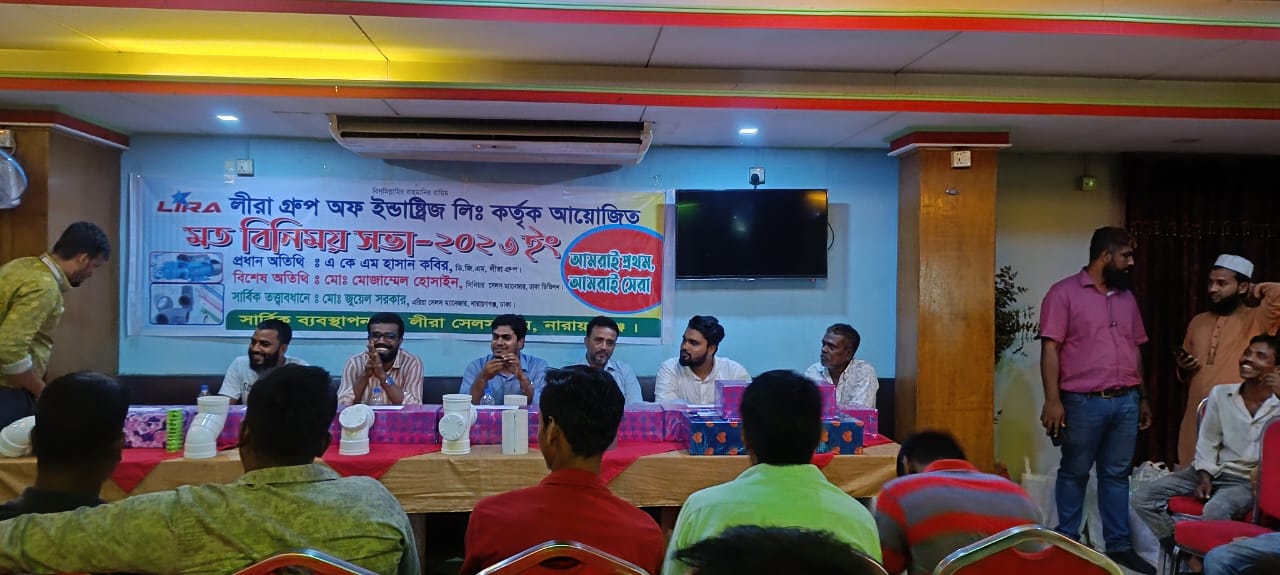 বিসমিল্লাহির রাহমানির রাহিম
LIRA
লীরা গ্রুপ অফ ইন্ডাষ্ট্রিজ লিঃ কর্তৃক আয়োজিত
মত বিনিময় সভা-২০২৩ ইং
প্রধান অতিথি : এ কে এম হাসান কবির, ডি.জি.এম, লীরা গ্রুপ।
বিশেষ অতিথি : মোঃ মোজাম্মেল হোসাইন, সিনিয়র সেলস ম্যানেজার, ঢাকা ডিভিশন।
সার্বিক তত্ত্বাবধানে : মোঃ জুয়েল সরকার, এরিয়া সেলস ম্যানেজার, নারায়ণগঞ্জ, ঢাকা।
আমরাই প্রথম,
আমরাই সেরা
সার্বিক ব্যবস্থাপন লীরা সেলস